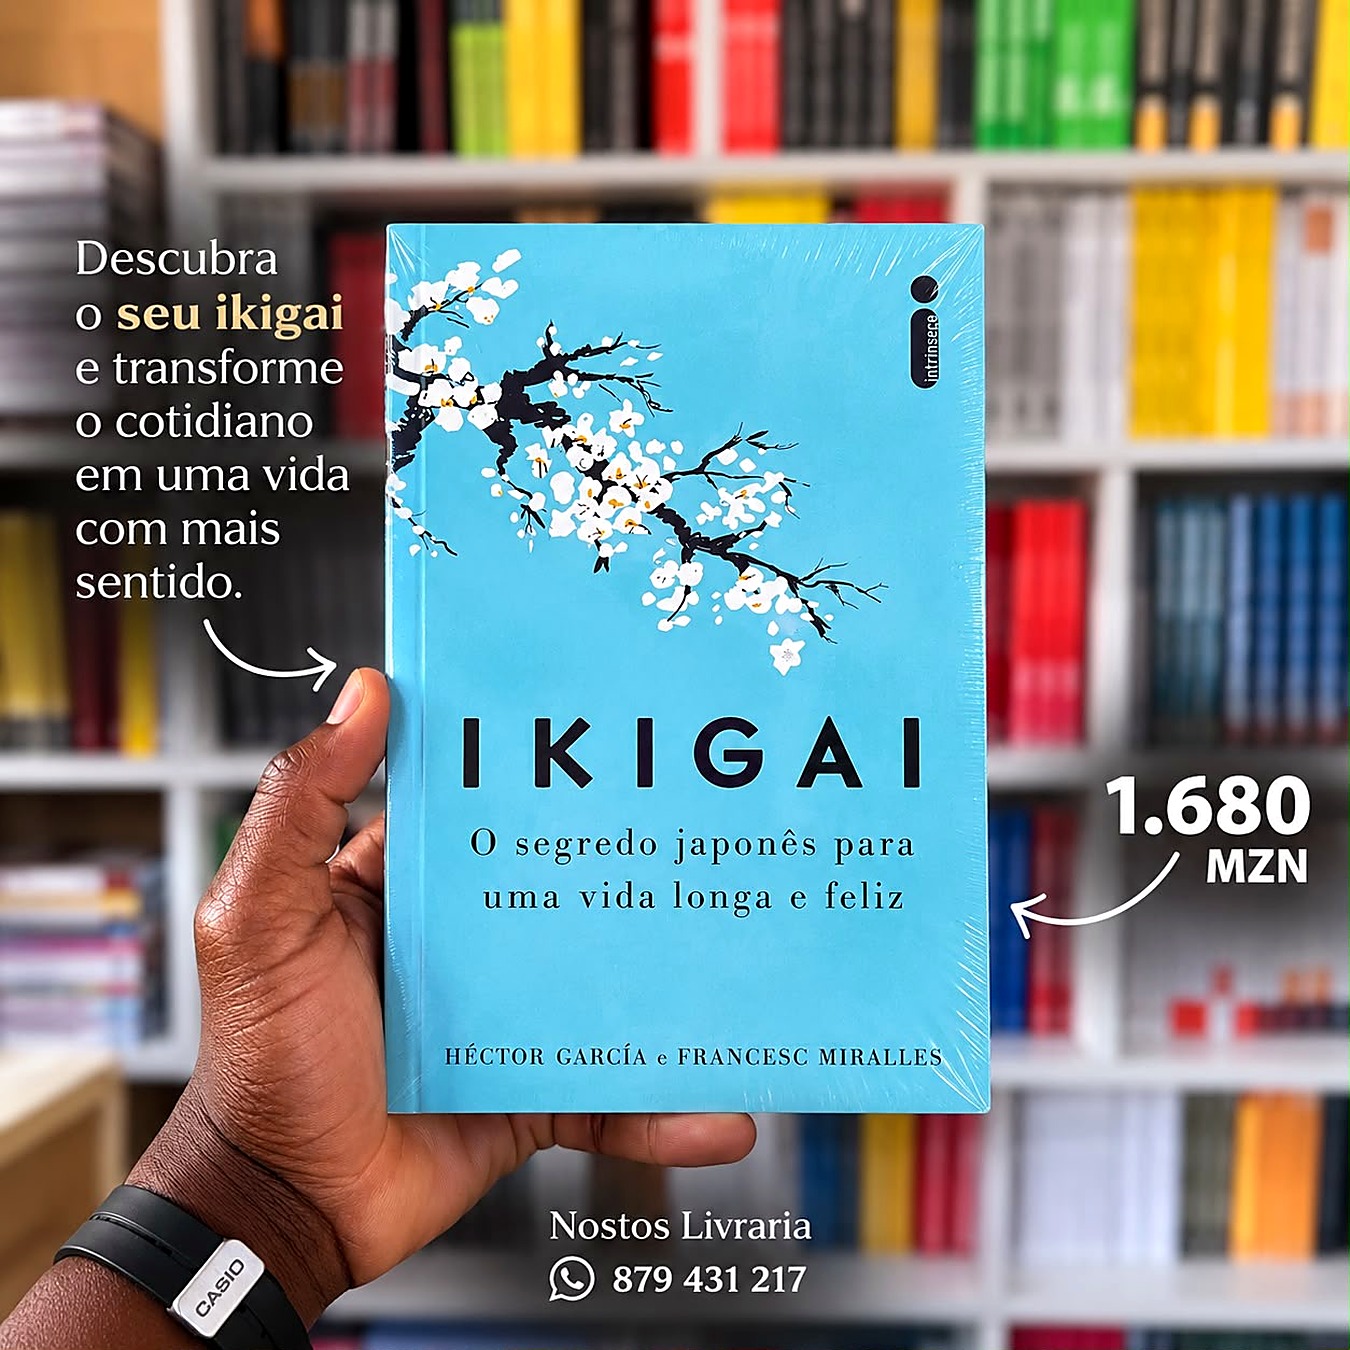 Descubra
o seu ikigai
e transforme
o cotidiano
em uma vida
com mais
sentido.
intrínseca
IKIGAI
O segredo japonês para
uma vida longa e feliz
1.680
MZN
HÉCTOR GARCÍA e FRANCESC MIRALLES
CASIO
Nostos Livraria
879 431 217